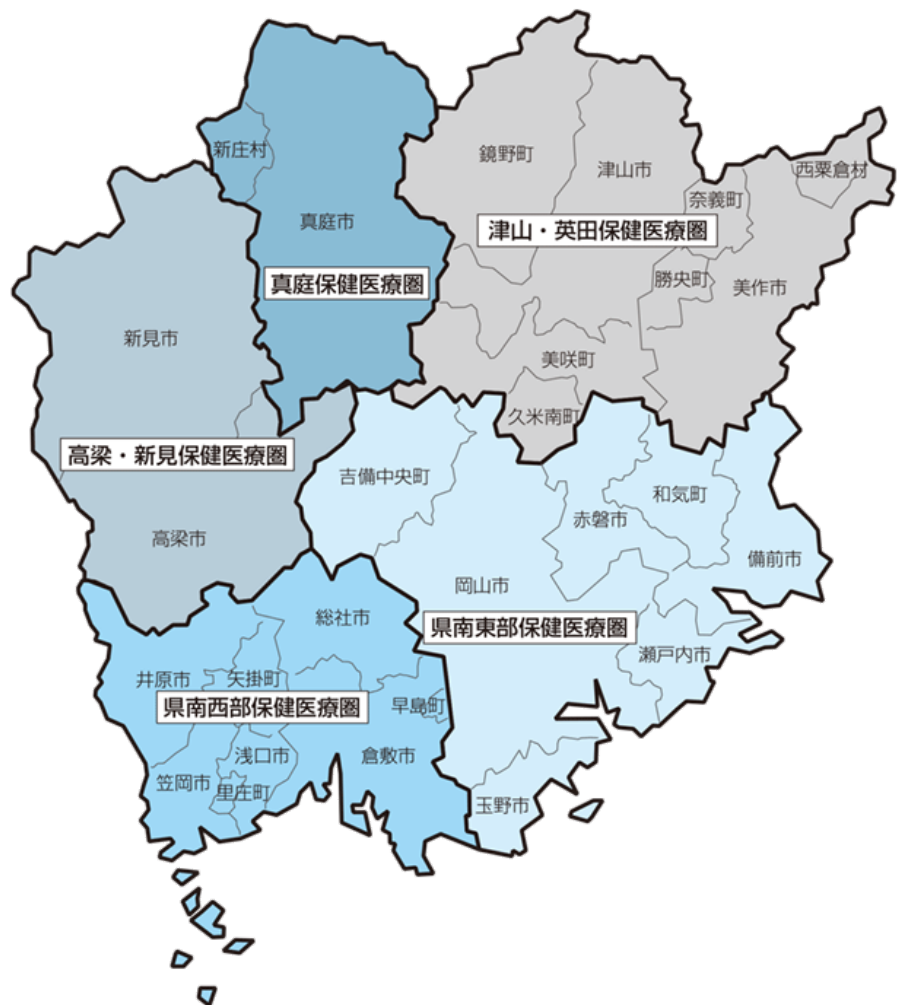 新庄村
鏡野町
津山市
西粟倉材
奈義町
真庭市
津山・英田保健医療圏
真庭保健医療圏
勝央町
美作市
新見市
美咲町
久米南町
高梁・新見保健医療圏
吉備中央町
和気町
赤磐市
高梁市
備前市
岡山市
総社市
県南東部保健医療圏
瀬戸内市
井原市
矢掛町
県南西部保健医療圏
早島町
浅口市
倉敷市
笠岡市
里庄町
玉野市